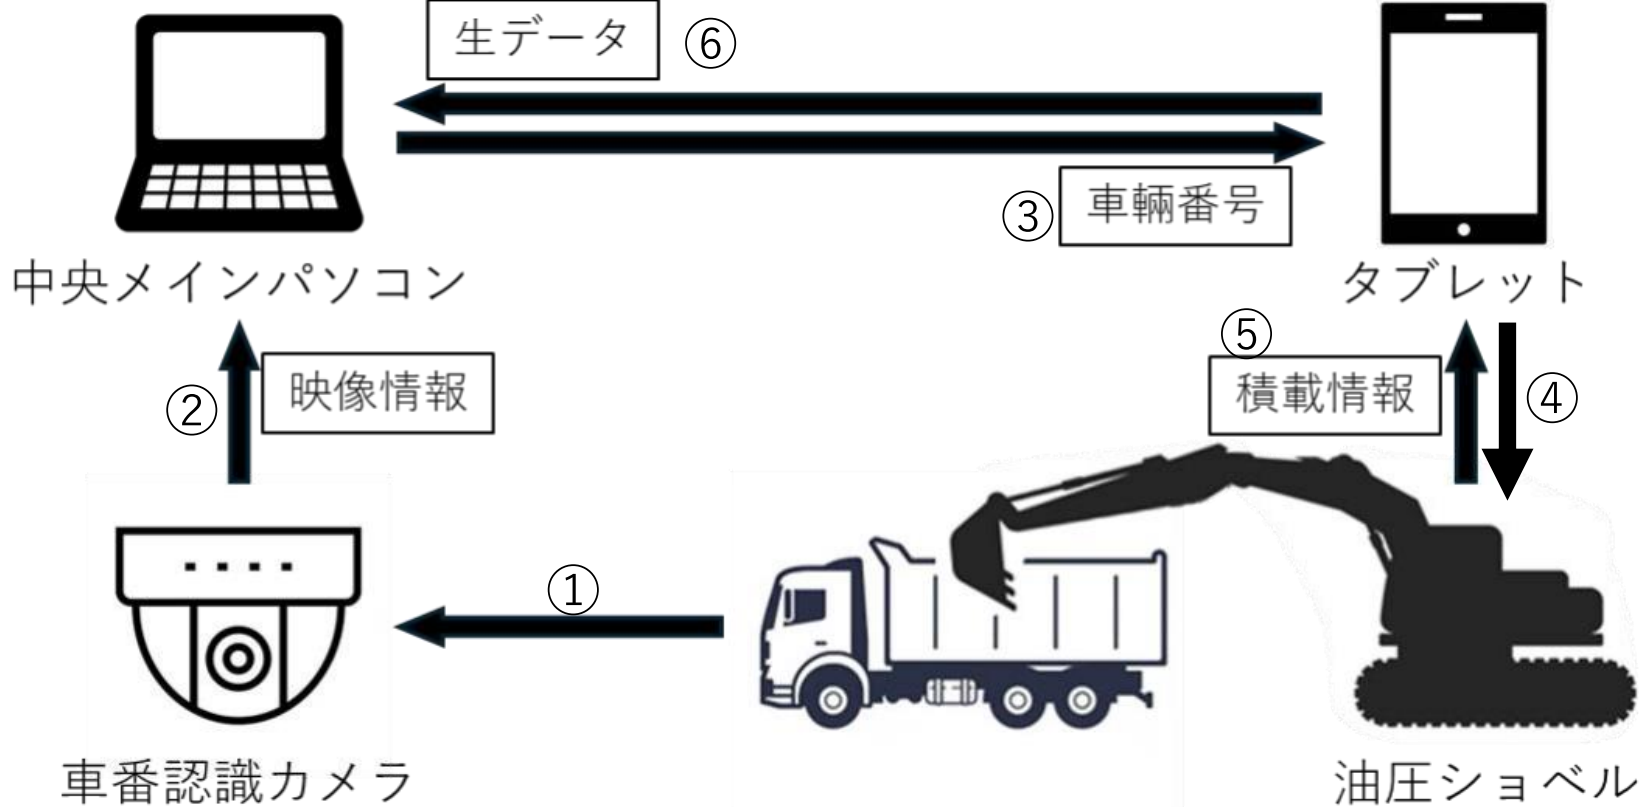 生データ
⑥
③
車輛番号
中央メインパソコン
タブレット
②
映像情報
⑤
積載情報
④
①
車番認識カメラ
油圧ショベル